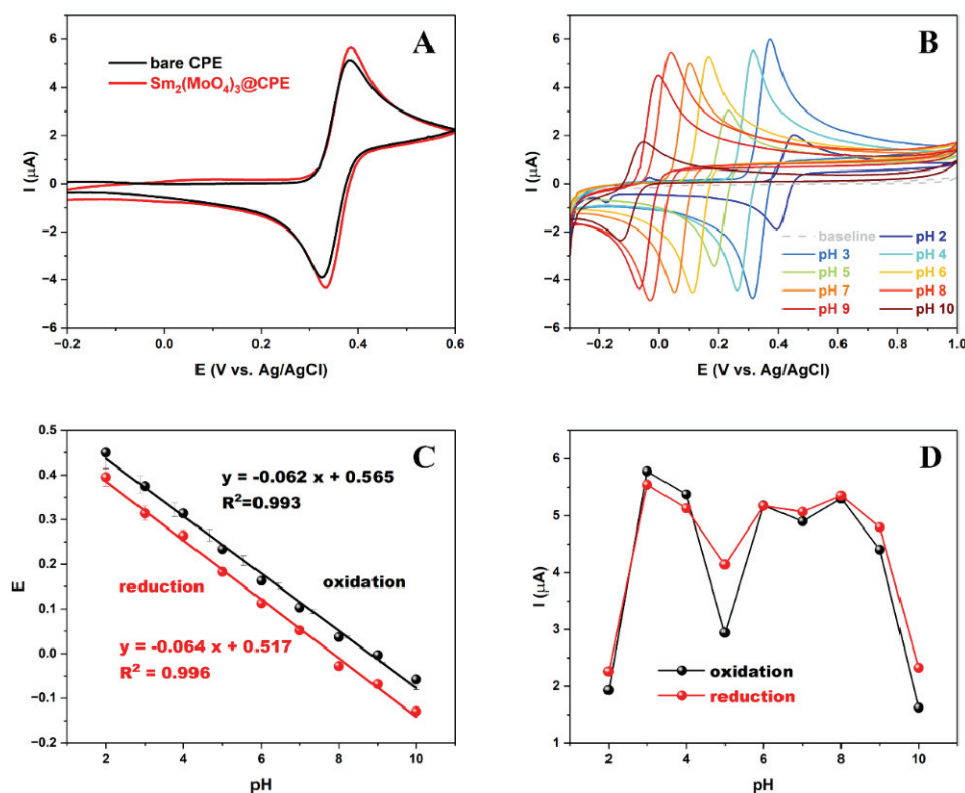 A
bare CPE
Sm₂(MoO₄)₃@CPE
6
4
2
0
−2
−4
−6
I (μA)
−0.2
0.0
0.2
0.4
0.6
E (V vs. Ag/AgCl)
B
6
4
2
0
−2
−4
−6
I (μA)
baseline
pH 2
pH 3
pH 4
pH 5
pH 6
pH 7
pH 8
pH 9
pH 10
−0.2
0.0
0.2
0.4
0.6
0.8
1.0
E (V vs. Ag/AgCl)
C
0.5
0.4
0.3
0.2
0.1
0.0
−0.1
−0.2
E
y = -0.062 x + 0.565
R²=0.993
reduction
oxidation
y = -0.064 x + 0.517
R² = 0.996
2
4
6
8
10
pH
D
6
5
4
3
2
1
I (μA)
oxidation
reduction
2
4
6
8
10
pH